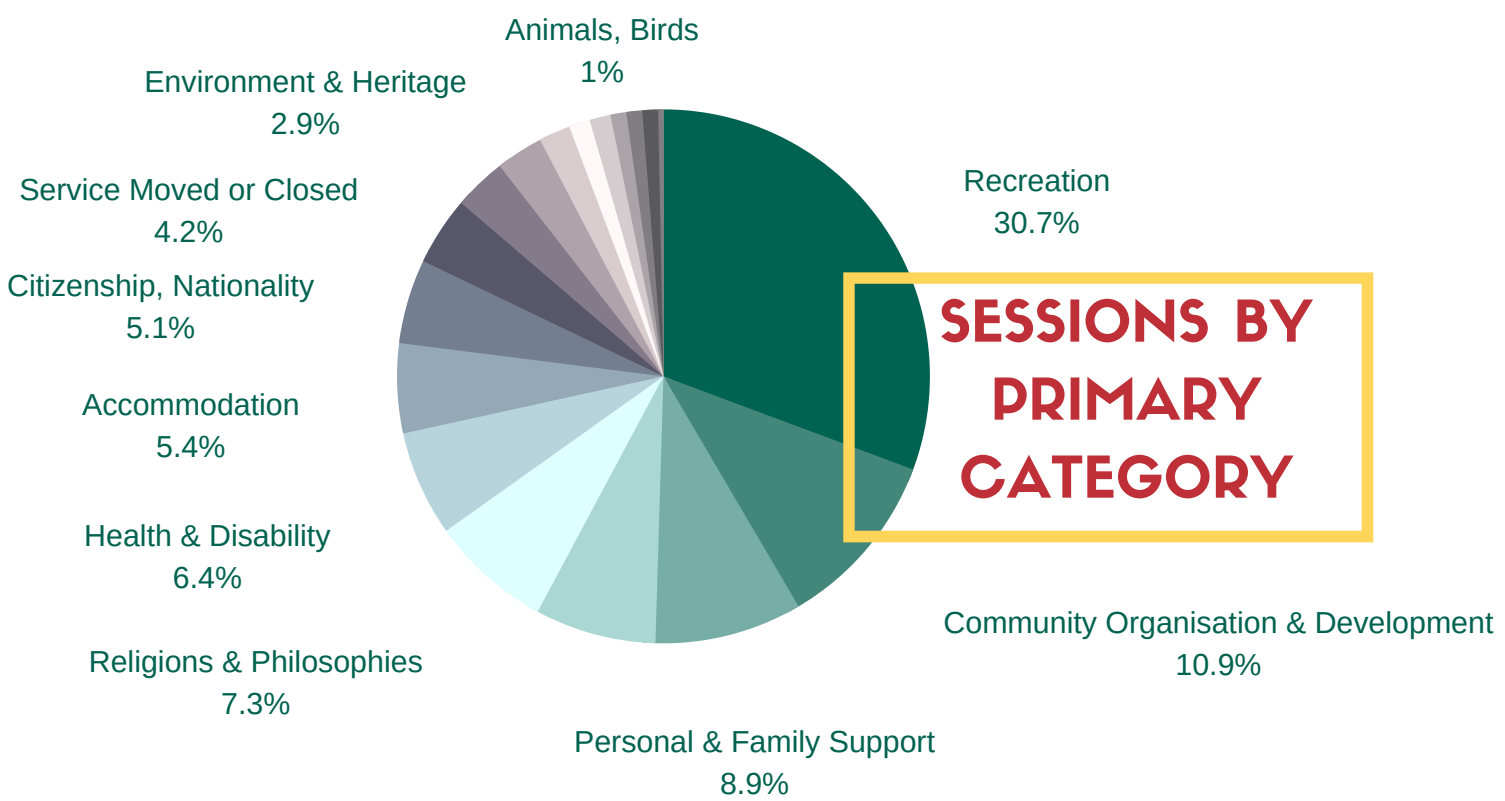 Animals, Birds
1%
Environment & Heritage
2.9%
Service Moved or Closed
4.2%
Citizenship, Nationality
5.1%
Accommodation
5.4%
Health & Disability
6.4%
Religions & Philosophies
7.3%
Personal & Family Support
8.9%
Community Organisation & Development
10.9%
Recreation
30.7%
SESSIONS BY
PRIMARY
CATEGORY